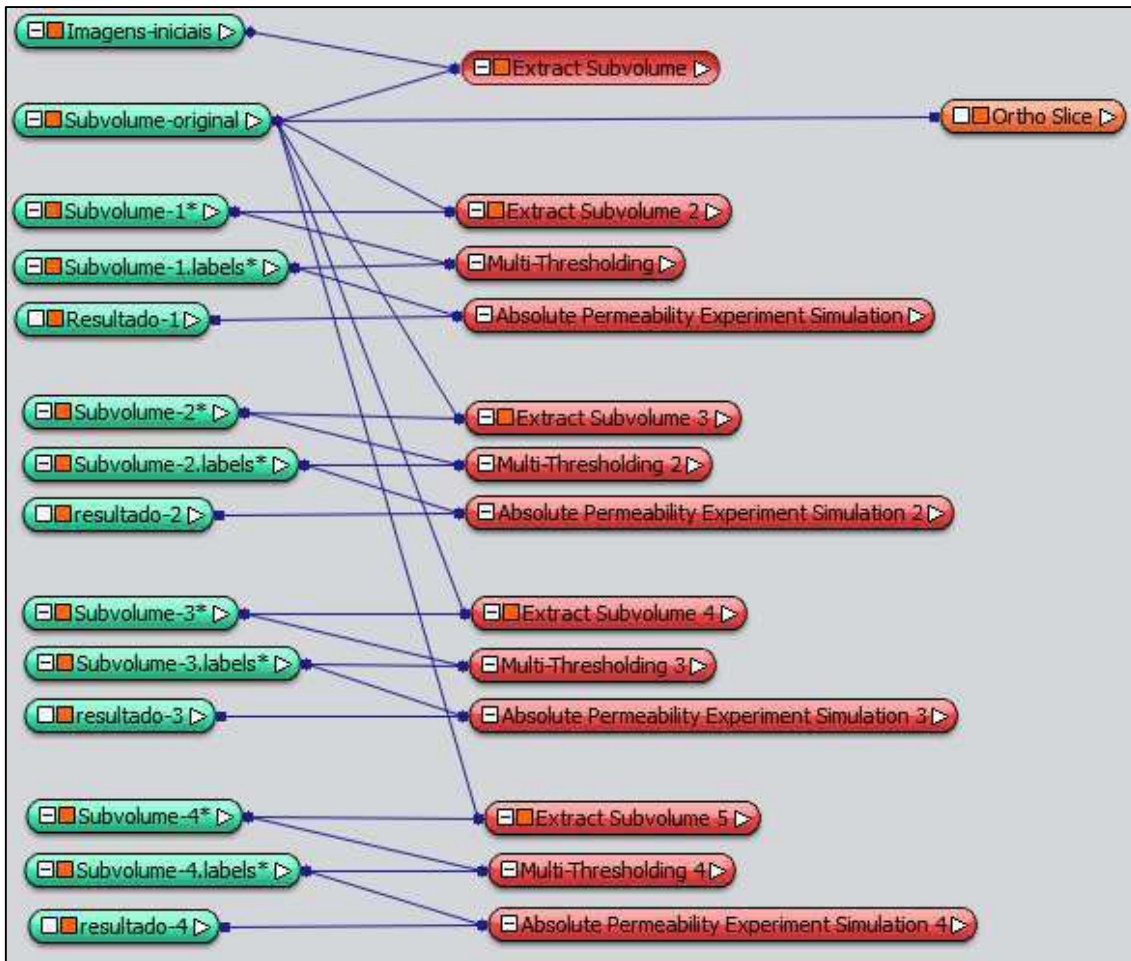 Imagens-iniciais
Extract Subvolume
Subvolume-original
Ortho Slice
Subvolume-1*
Extract Subvolume 2
Subvolume-1.labels*
Multi-Thresholding
Resultado-1
Absolute Permeability Experiment Simulation
Subvolume-2*
Extract Subvolume 3
Subvolume-2.labels*
Multi-Thresholding 2
resultado-2
Absolute Permeability Experiment Simulation 2
Subvolume-3*
Extract Subvolume 4
Subvolume-3.labels*
Multi-Thresholding 3
resultado-3
Absolute Permeability Experiment Simulation 3
Subvolume-4*
Extract Subvolume 5
Subvolume-4.labels*
Multi-Thresholding 4
resultado-4
Absolute Permeability Experiment Simulation 4